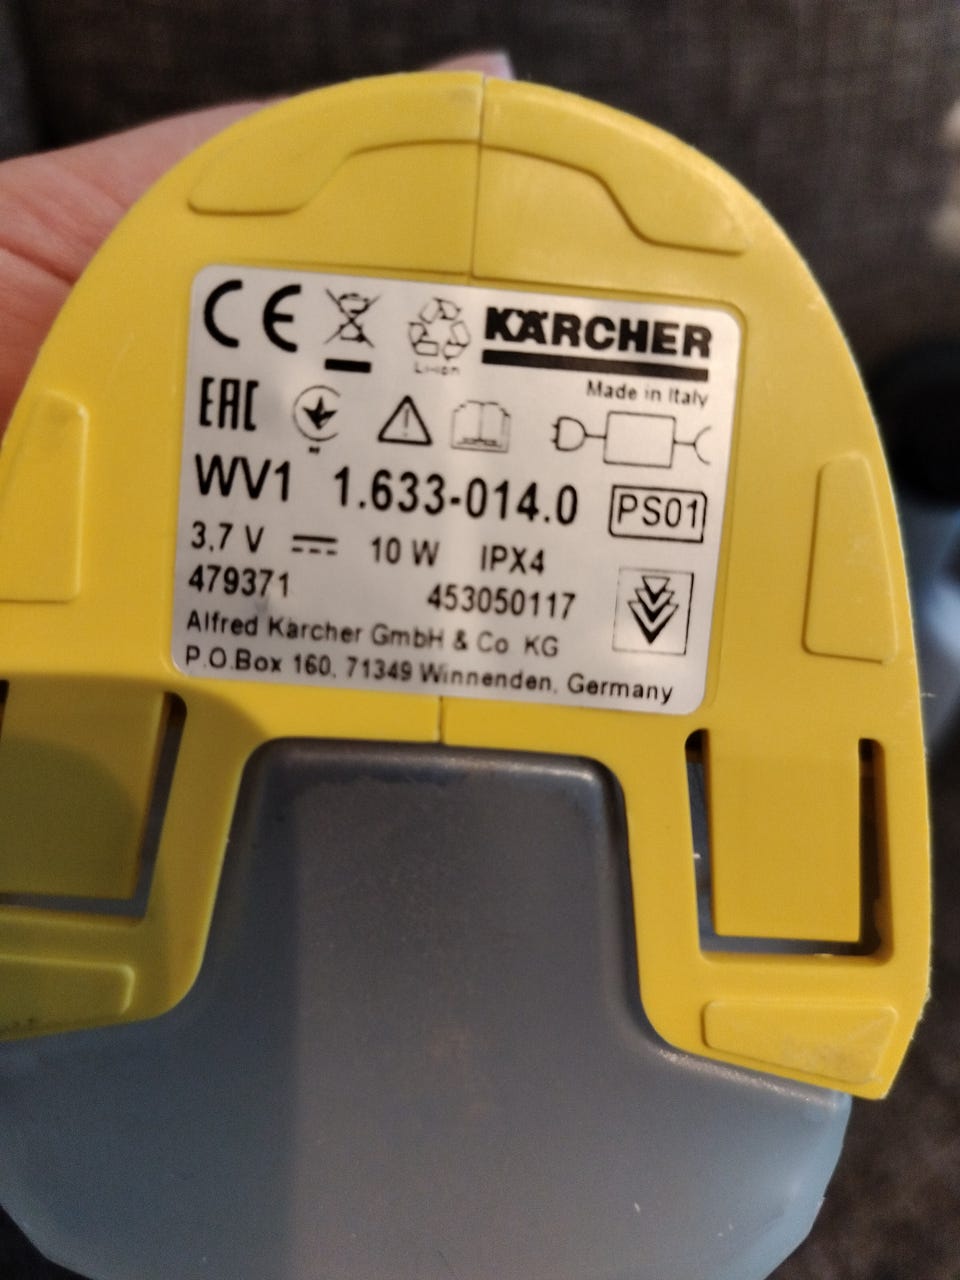 CE
KÄRCHER
Li-ion
Made in Italy
EAC
WV1 1.633-014.0 PS01
3,7 V 10 W IPX4
479371 453050117
Alfred Kärcher GmbH & Co KG
P.O.Box 160, 71349 Winnenden, Germany